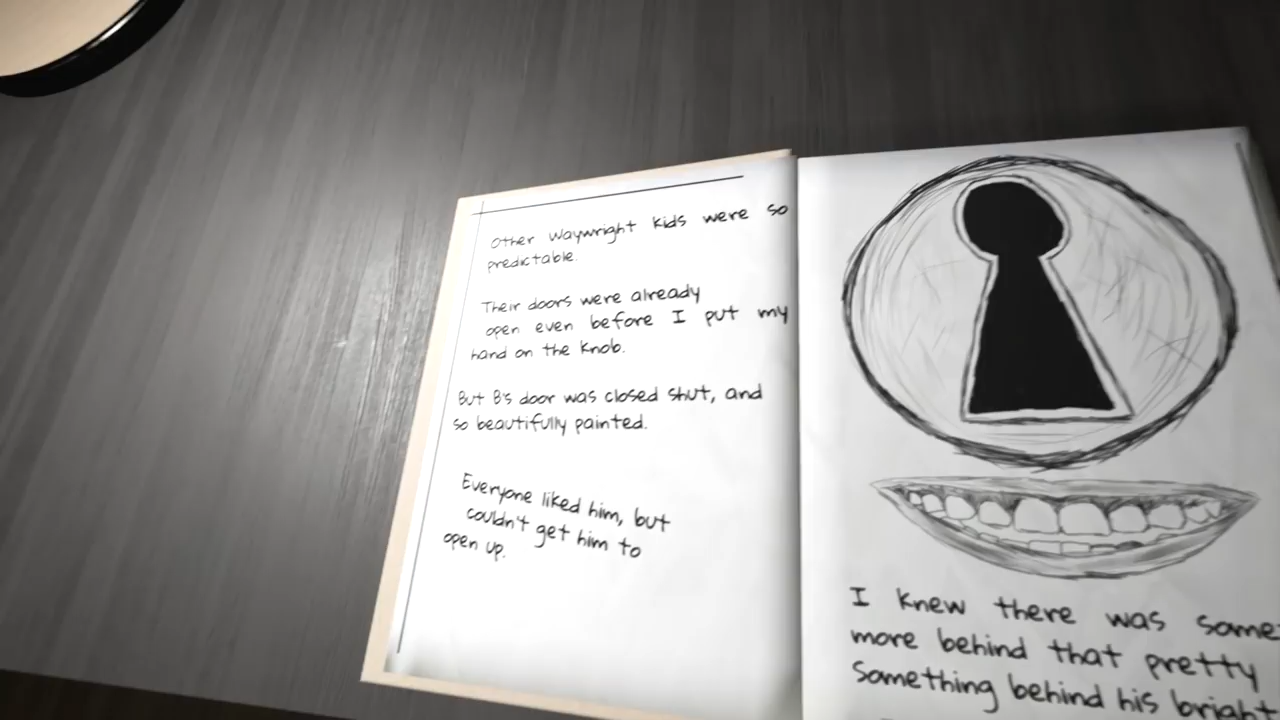 Other Waywright kids were so
predictable.
Their doors were already
open even before I put my
hand on the knob.
But B's door was closed shut, and
so beautifully painted.
Everyone liked him, but
couldn't get him to
open up.
I knew there was some
more behind that pretty
Something behind his bright